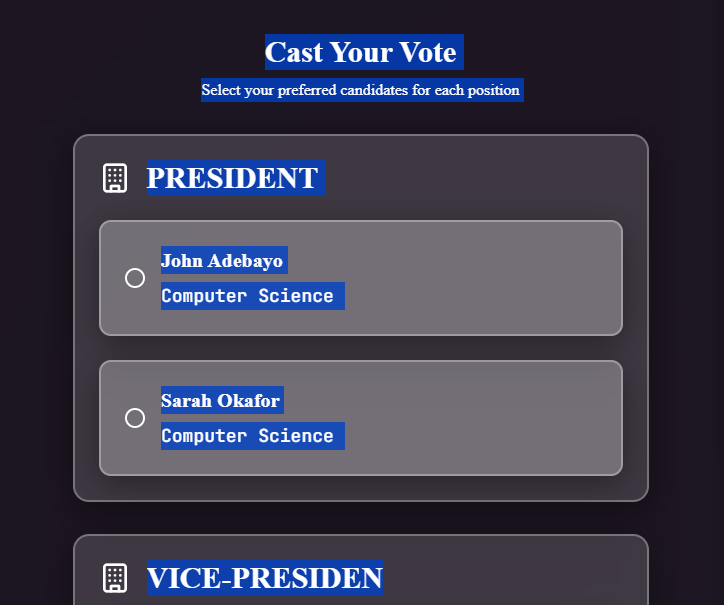 Cast Your Vote
Select your preferred candidates for each position
PRESIDENT
John Adebayo
Computer Science
Sarah Okafor
Computer Science
VICE-PRESIDEN